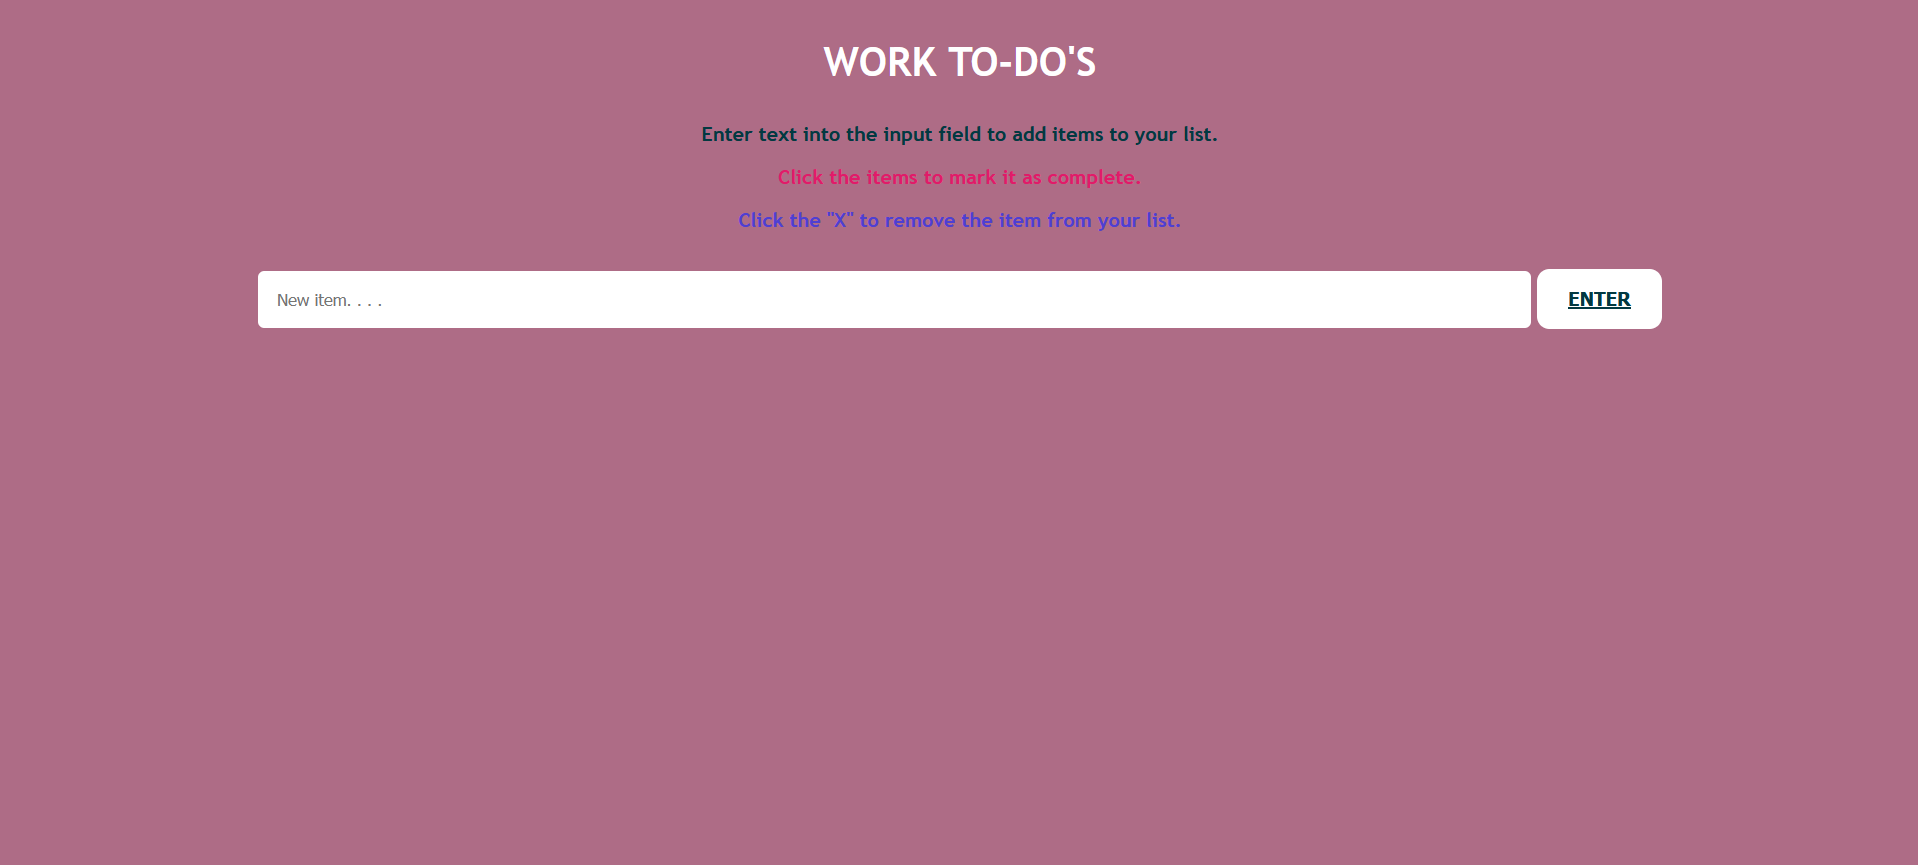 WORK TO-DO'S
Enter text into the input field to add items to your list.
Click the items to mark it as complete.
Click the "X" to remove the item from your list.
New item. . . .
ENTER